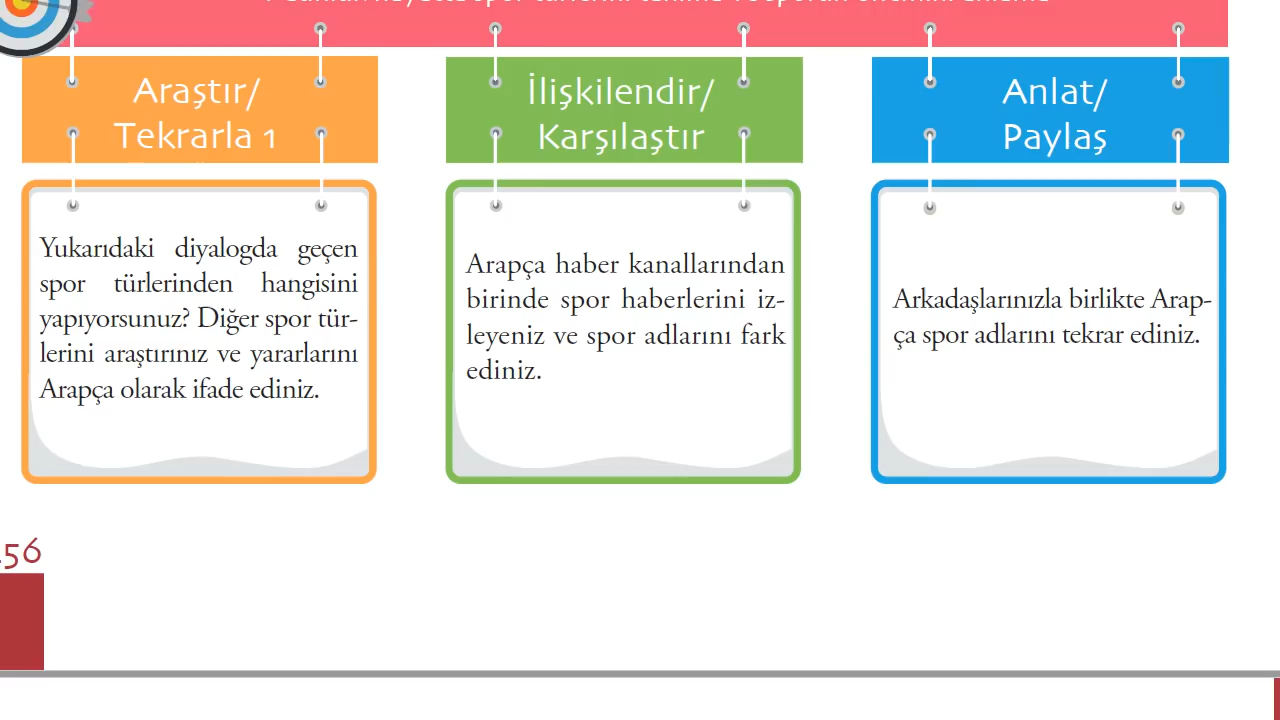 Araştır/
Tekrarla 1
Yukarıdaki diyalogda geçen
spor türlerinden hangisini
yapıyorsunuz? Diğer spor tür-
lerini araştırınız ve yararlarını
Arapça olarak ifade ediniz.
İlişkilendir/
Karşılaştır
Arapça haber kanallarından
birinde spor haberlerini iz-
leyeniz ve spor adlarını fark
ediniz.
Anlat/
Paylaş
Arkadaşlarınızla birlikte Arap-
ça spor adlarını tekrar ediniz.
56